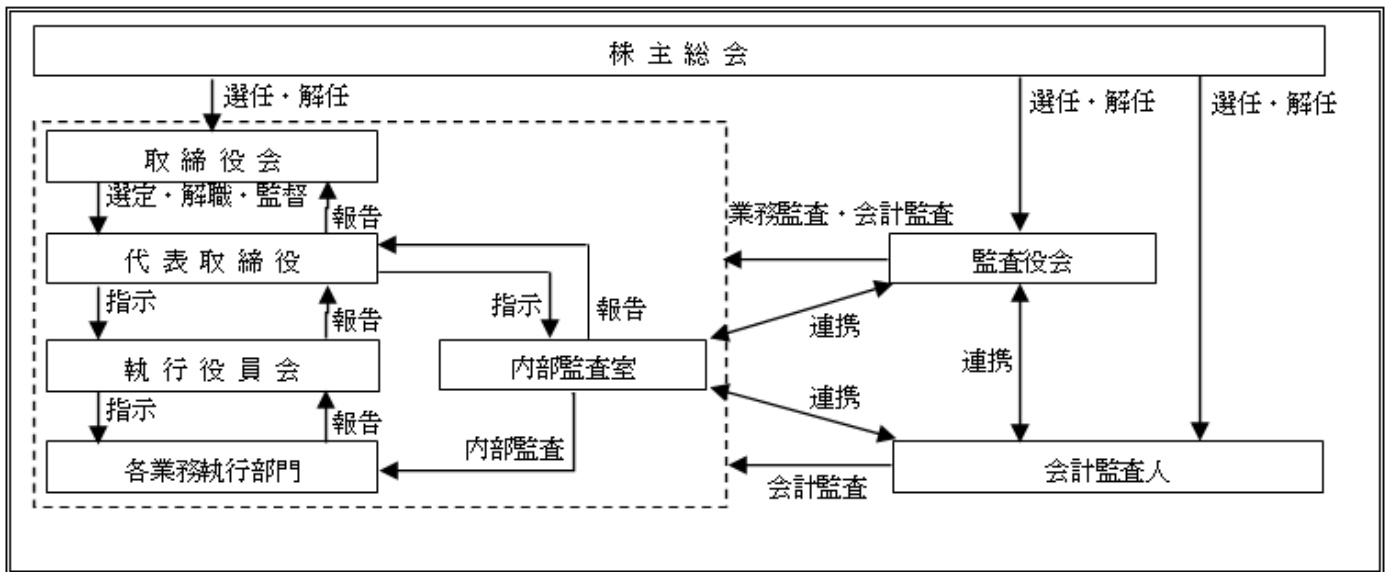 株主総会
選任・解任
選任・解任
選任・解任
取締役会
選定・解職・監督
報告
業務監査・会計監査
代表取締役
監査役会
指示
報告
指示
報告
連携
執行役員会
内部監査室
連携
指示
報告
連携
内部監査
各業務執行部門
会計監査人
会計監査